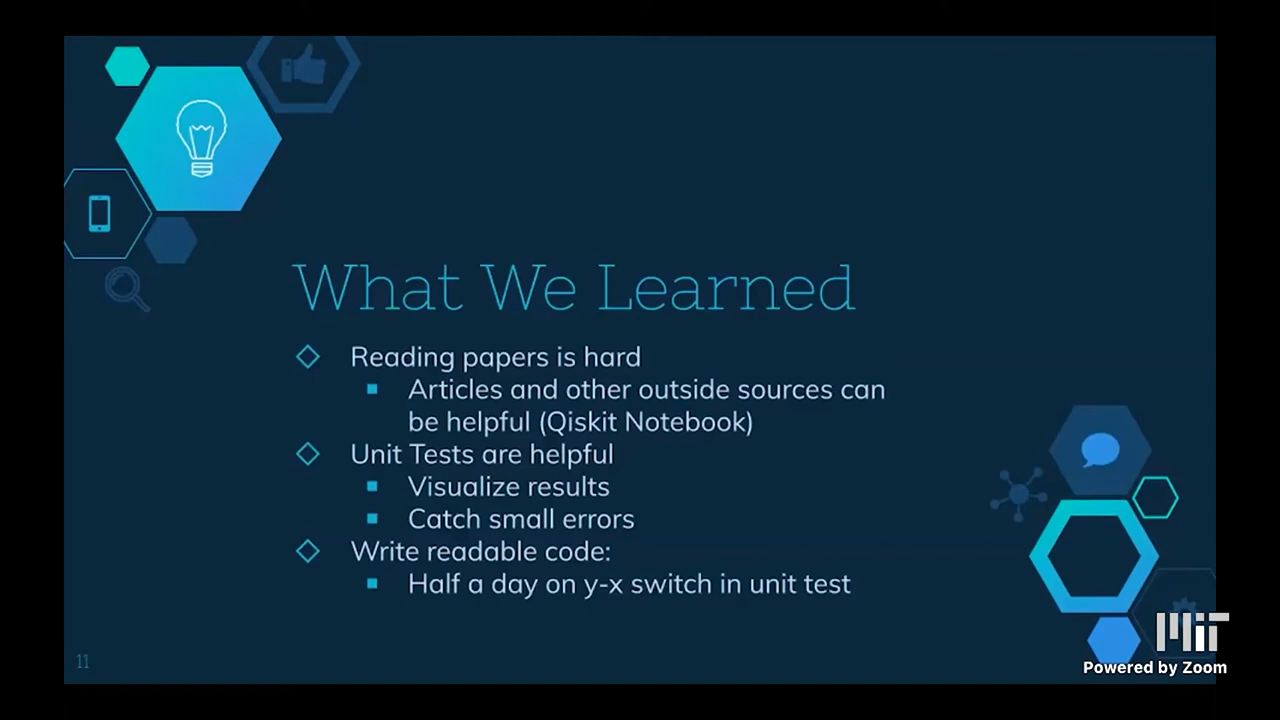 What We Learned
Reading papers is hard
Articles and other outside sources can
be helpful (Qiskit Notebook)
Unit Tests are helpful
Visualize results
Catch small errors
Write readable code:
Half a day on y-x switch in unit test
11
MIT
Powered by Zoom